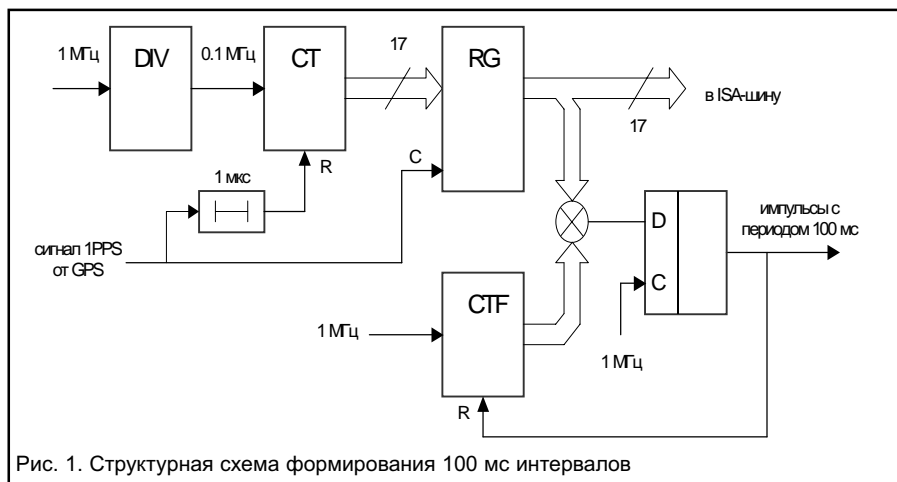 1 МГц
DIV
0.1 МГц
CT
17
RG
в ISA-шину
17
R
C
1 мкс
сигнал 1PPS
от GPS
D
импульсы с
периодом 100 мс
C
CTF
1 МГц
1 МГц
R
Рис. 1. Структурная схема формирования 100 мс интервалов